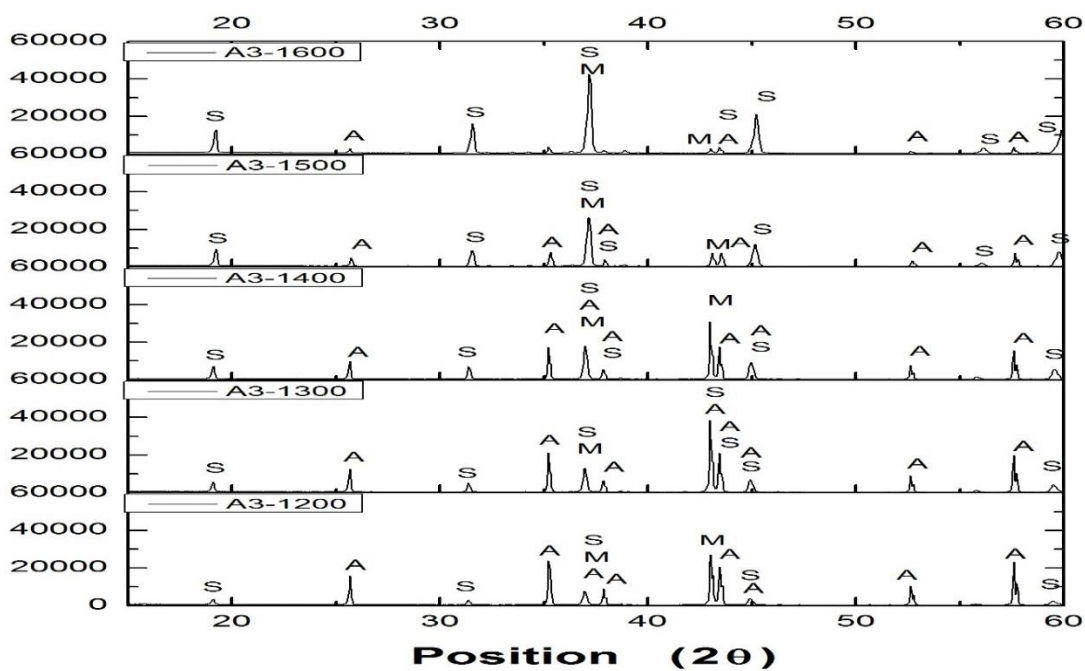 20 30 40 50 60
60000
A3-1600
S
40000
M
20000
S S S S
A M A A S A S
60000
A3-1500
S
40000
M
20000
A S
S A S A S M A A S A S
60000
A3-1400
S
40000
A M
20000
M A A A A
S A S A S S A S
60000
A3-1300
S
40000
A
S A
20000
A M S A A
S A S A S A S
60000
A3-1200
40000
S M
20000
A M A A
S A S A A S A A S
0
20 30 40 50 60
Position (2θ)